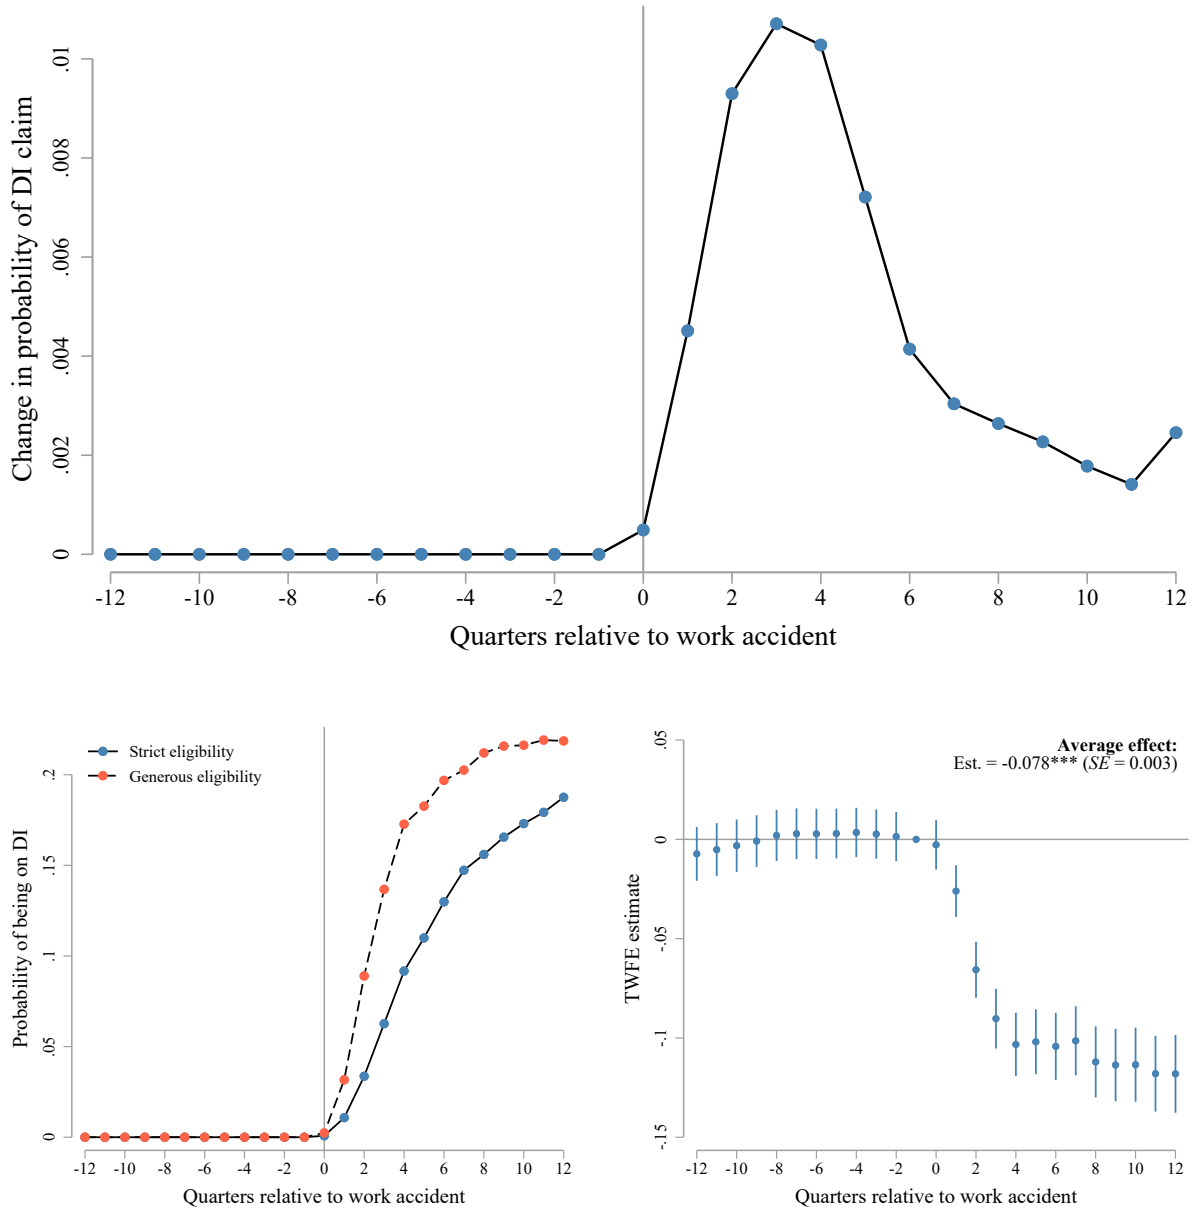 Change in probability of DI claim
.01
.008
.006
.004
.002
0
-12 -10 -8 -6 -4 -2 0 2 4 6 8 10 12
Quarters relative to work accident
Strict eligibility
Generous eligibility
Probability of being on DI
.2
.15
.1
.05
0
-12 -10 -8 -6 -4 -2 0 2 4 6 8 10 12
Quarters relative to work accident
Average effect:
Est. = -0.078*** (SE = 0.003)
TWFE estimate
.05
0
-.05
-.1
-.15
-12 -10 -8 -6 -4 -2 0 2 4 6 8 10 12
Quarters relative to work accident